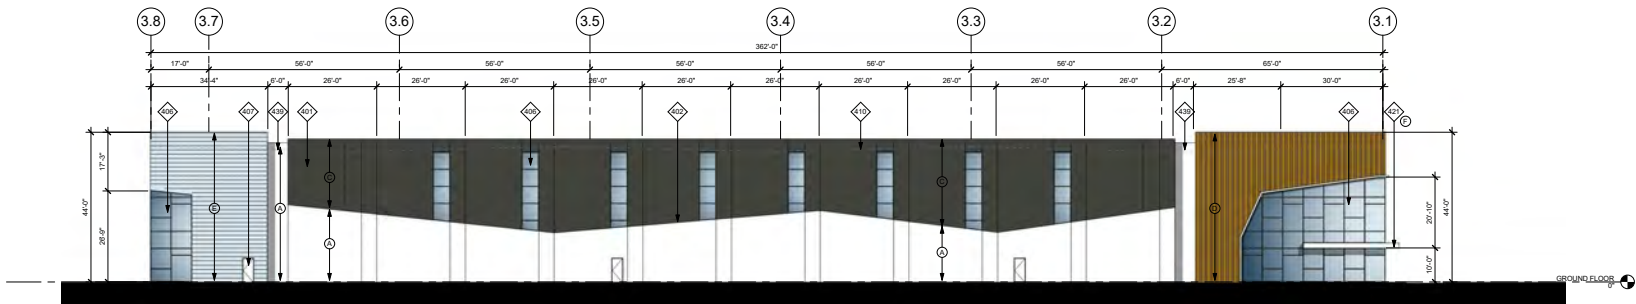 3.8 3.7 3.6 3.5 3.4 3.3 3.2 3.1
362'-0"
17'-0" 56'-0" 56'-0" 56'-0" 56'-0" 56'-0" 65'-0"
34'-4" 6'-0" 26'-0" 26'-0" 26'-0" 26'-0" 26'-0" 26'-0" 26'-0" 26'-0" 26'-0" 26'-0" 6'-0" 25'-8" 30'-0"
406 407 439 401 406 402 410 439 406 421
F
17'-3"
C C
44'-0" E A D 20'-10" 44'-0"
26'-9" A A
10'-0"
GROUND FLOOR
0"